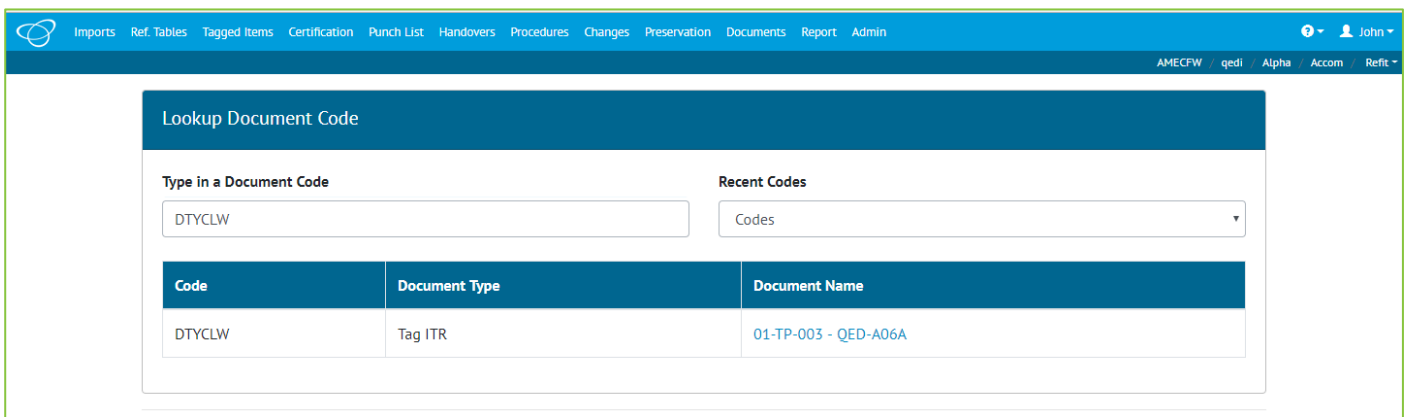 Imports Ref. Tables Tagged Items Certification Punch List Handovers Procedures Changes Preservation Documents Report Admin ? John
AMECFW / qedi / Alpha / Accom / Refit
Lookup Document Code
Type in a Document Code Recent Codes
DTYCLW Codes
Code Document Type Document Name
DTYCLW Tag ITR 01-TP-003 - QED-A06A